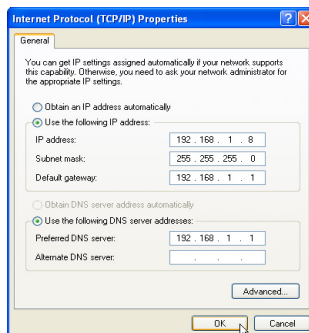 Internet Protocol (TCP/IP) Properties
General
You can get IP settings assigned automatically if your network supports
this capability. Otherwise, you need to ask your network administrator for
the appropriate IP settings.
Obtain an IP address automatically
Use the following IP address:
IP address: 192 . 168 . 1 . 8
Subnet mask: 255 . 255 . 255 . 0
Default gateway: 192 . 168 . 1 . 1
Obtain DNS server address automatically
Use the following DNS server addresses:
Preferred DNS server: 192 . 168 . 1 . 1
Alternate DNS server: . . .
Advanced...
OK Cancel